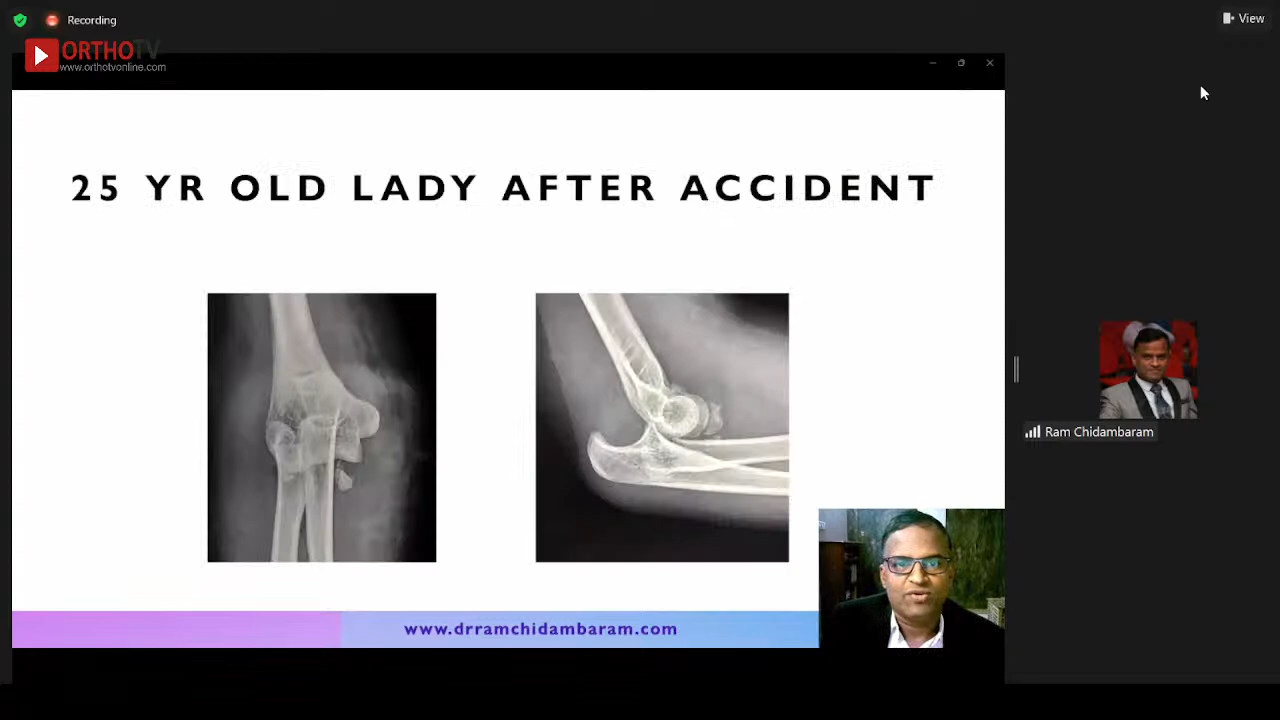 Recording
View
ORTHOTV
www.orthotvonline.com
25 YR OLD LADY AFTER ACCIDENT
Ram Chidambaram
www.drramchidambaram.com